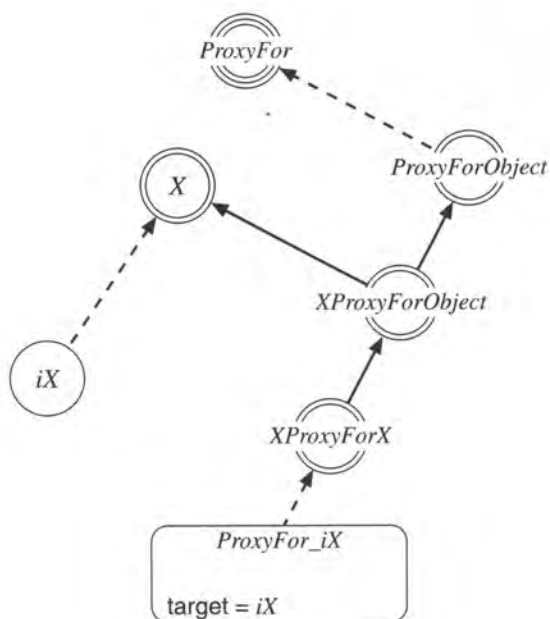 ProxyFor
ProxyForObject
X
XProxyForObject
iX
XProxyForX
ProxyFor_iX
target = iX